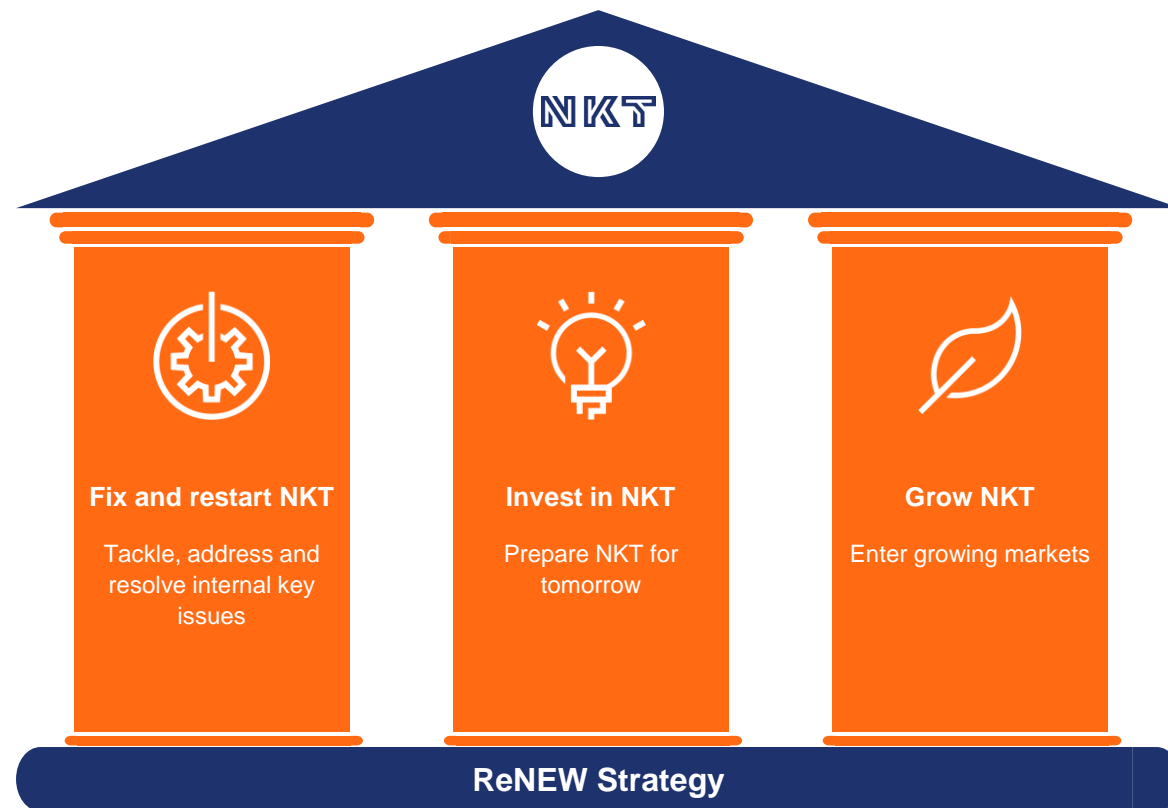 NKT
Fix and restart NKT
Tackle, address and
resolve internal key
issues
Invest in NKT
Prepare NKT for
tomorrow
Grow NKT
Enter growing markets
ReNEW Strategy